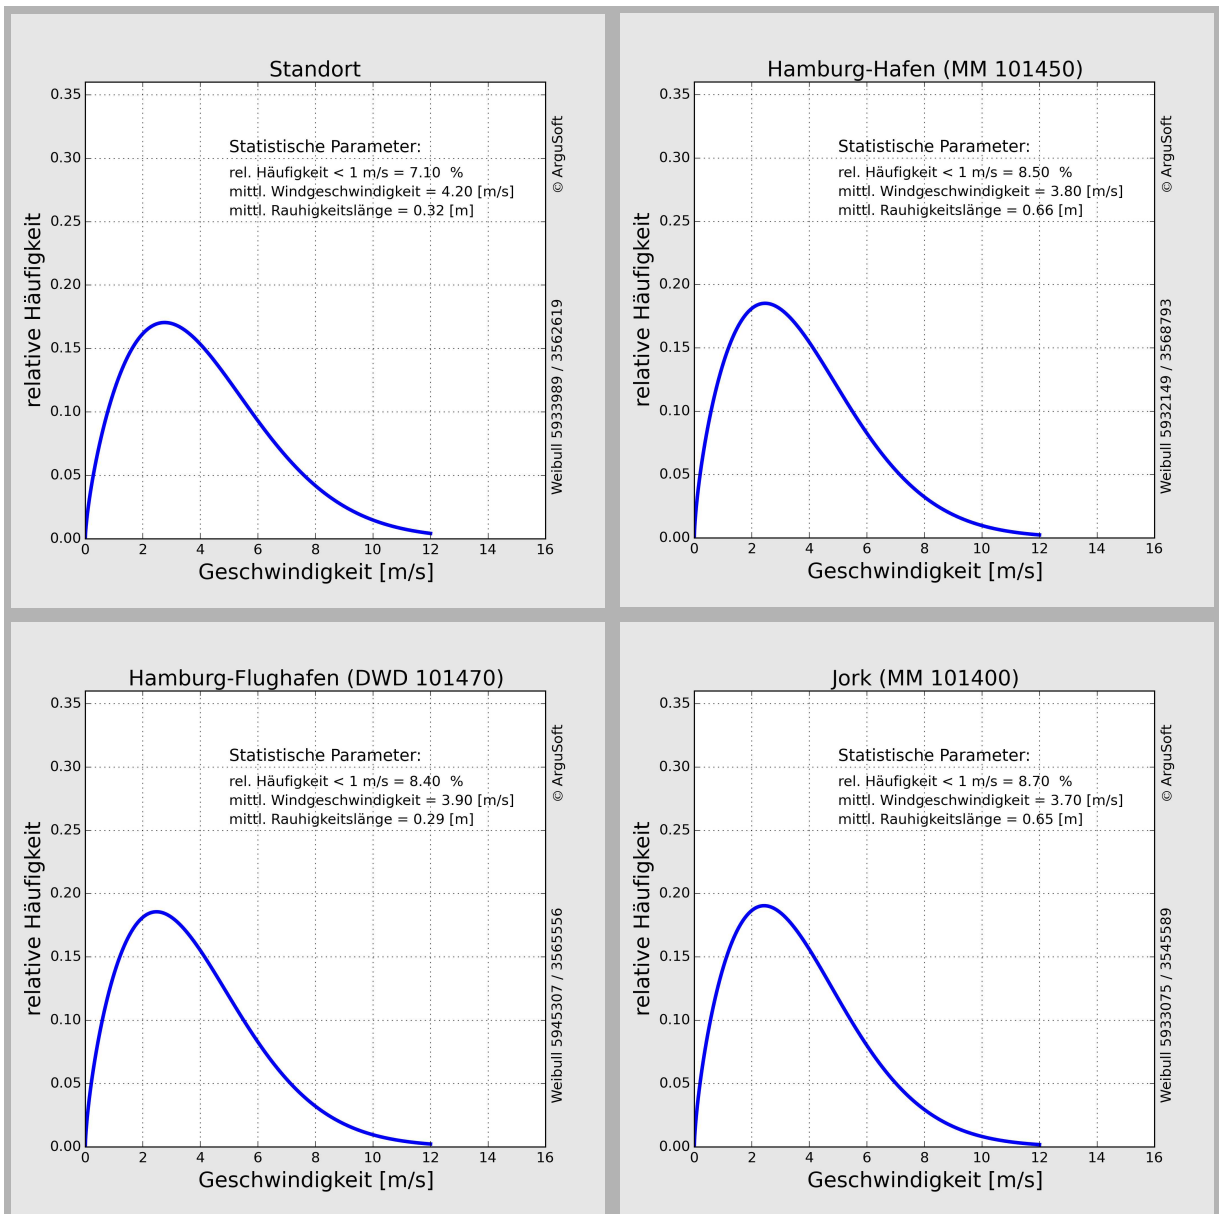 Standort
0.35
0.30
0.25
0.20
0.15
0.10
0.05
0.00
relative Häufigkeit
Statistische Parameter:
rel. Häufigkeit < 1 m/s = 7.10 %
mittl. Windgeschwindigkeit = 4.20 [m/s]
mittl. Rauhigkeitslänge = 0.32 [m]
0 2 4 6 8 10 12 14 16
Geschwindigkeit [m/s]
© ArguSoft
Weibull 5933989 / 3562619
Hamburg-Hafen (MM 101450)
0.35
0.30
0.25
0.20
0.15
0.10
0.05
0.00
relative Häufigkeit
Statistische Parameter:
rel. Häufigkeit < 1 m/s = 8.50 %
mittl. Windgeschwindigkeit = 3.80 [m/s]
mittl. Rauhigkeitslänge = 0.66 [m]
0 2 4 6 8 10 12 14 16
Geschwindigkeit [m/s]
© ArguSoft
Weibull 5932149 / 3568793
Hamburg-Flughafen (DWD 101470)
0.35
0.30
0.25
0.20
0.15
0.10
0.05
0.00
relative Häufigkeit
Statistische Parameter:
rel. Häufigkeit < 1 m/s = 8.40 %
mittl. Windgeschwindigkeit = 3.90 [m/s]
mittl. Rauhigkeitslänge = 0.29 [m]
0 2 4 6 8 10 12 14 16
Geschwindigkeit [m/s]
© ArguSoft
Weibull 5945307 / 3565556
Jork (MM 101400)
0.35
0.30
0.25
0.20
0.15
0.10
0.05
0.00
relative Häufigkeit
Statistische Parameter:
rel. Häufigkeit < 1 m/s = 8.70 %
mittl. Windgeschwindigkeit = 3.70 [m/s]
mittl. Rauhigkeitslänge = 0.65 [m]
0 2 4 6 8 10 12 14 16
Geschwindigkeit [m/s]
© ArguSoft
Weibull 5933075 / 3545589